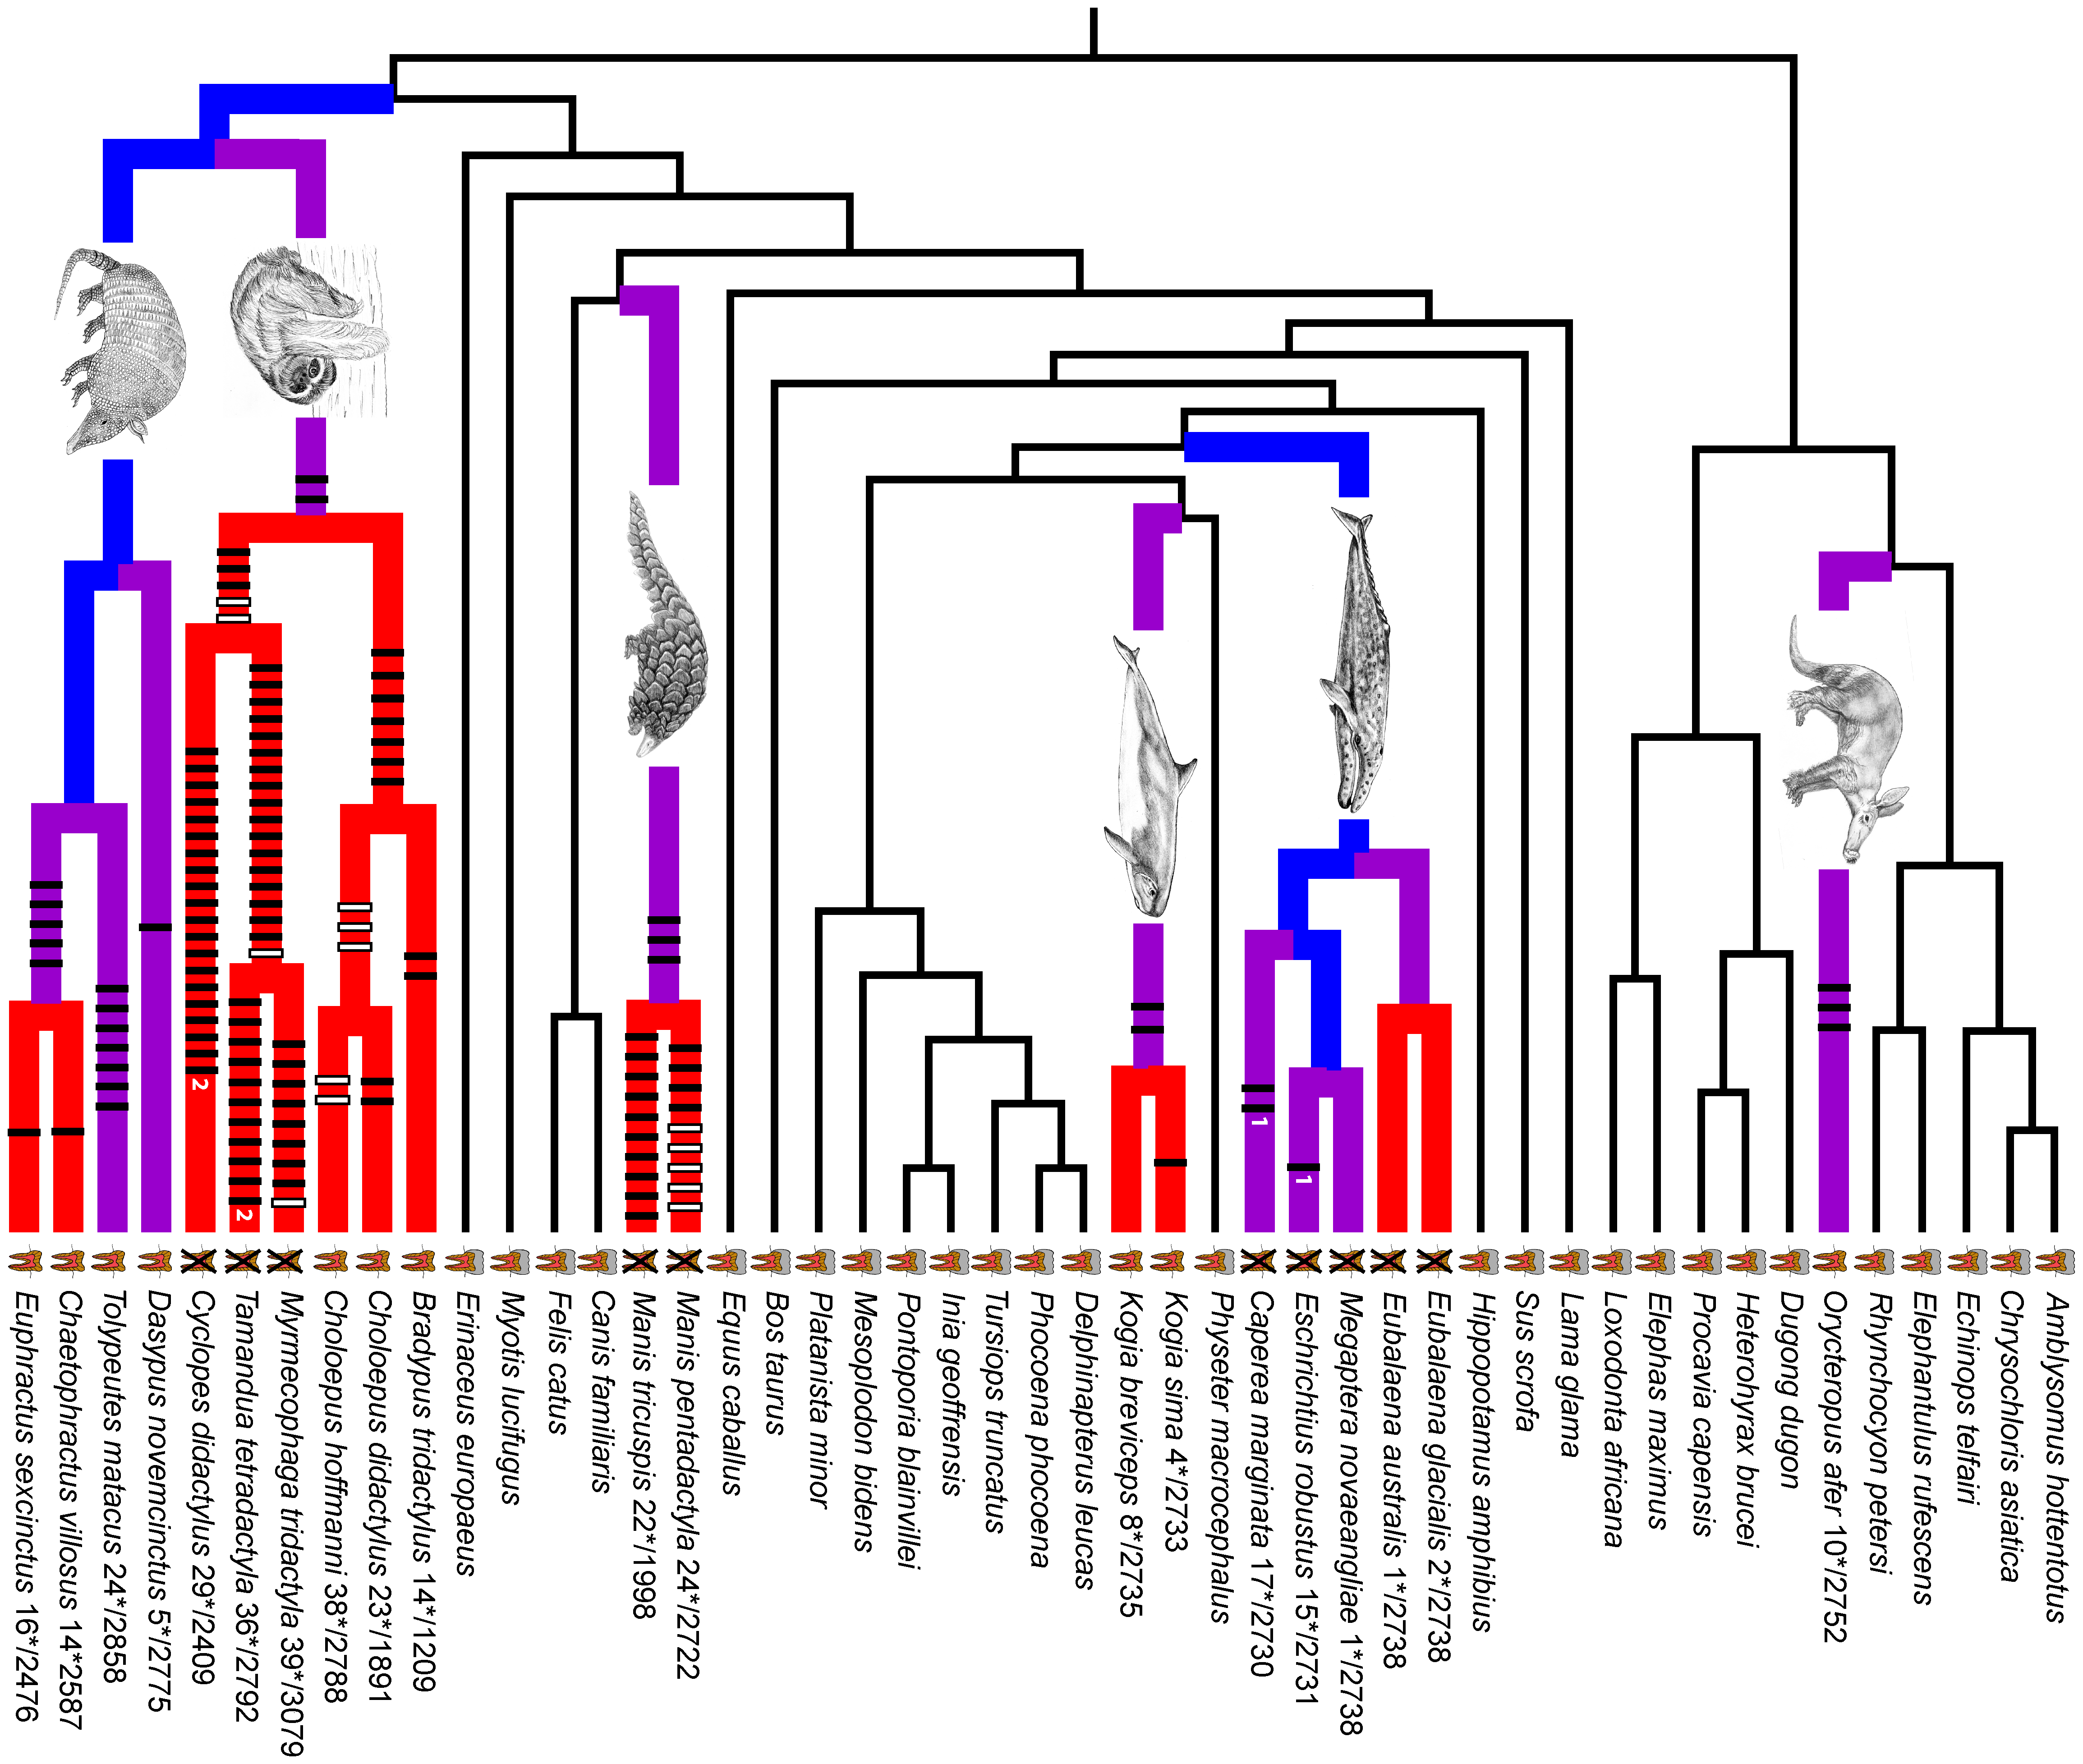 2
2
1
1
Euphractus sexcinctus 16*/2476
Chaetophractus villosus 14*2587
Tolypeutes matacus 24*/2858
Dasypus novemcinctus 5*/2775
Cyclopes didactylus 29*/2409
Tamandua tetradactyla 36*/2792
Myrmecophaga tridactyla 39*/3079
Choloepus hoffmanni 38*/2788
Choloepus didactylus 23*/1891
Bradypus tridactylus 14*/1209
Erinaceus europaeus
Myotis lucifugus
Felis catus
Canis familiaris
Manis tricuspis 22*/1998
Manis pentadactyla 24*/2722
Equus caballus
Bos taurus
Platanista minor
Mesoplodon bidens
Pontoporia blainvillei
Inia geoffrensis
Tursiops truncatus
Phocoena phocoena
Delphinapterus leucas
Kogia breviceps 8*/2735
Kogia sima 4*/2733
Physeter macrocephalus
Caperea marginata 17*/2730
Eschrichtius robustus 15*/2731
Megaptera novaeangliae 1*/2738
Eubalaena australis 1*/2738
Eubalaena glacialis 2*/2738
Hippopotamus amphibius
Sus scrofa
Lama glama
Loxodonta africana
Elephas maximus
Procavia capensis
Heterohyrax brucei
Dugong dugon
Orycteropus afer 10*/2752
Rhynchocyon petersi
Elephantulus rufescens
Echinops telfairi
Chrysochloris asiatica
Amblysomus hottentotus